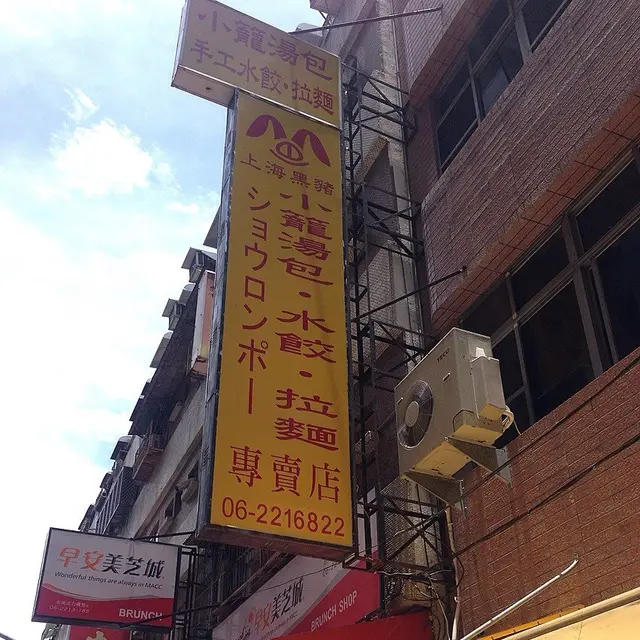 小籠湯包
手工水餃·拉麵
上海黑豬
小籠湯包·水餃·拉麵
ショウロンポー
專賣店
06-2216822
TECO
早安美芝城
Wonderful things are always in MACC
BRUNCH
早安美芝城
BRUNCH SHOP